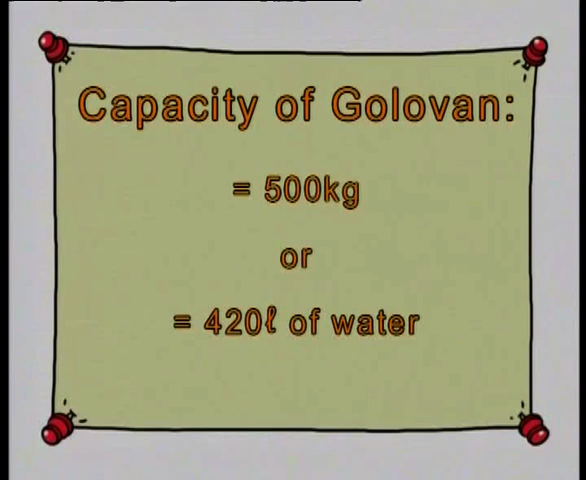 Capacity of Golovan:
= 500kg
or
= 420ℓ of water